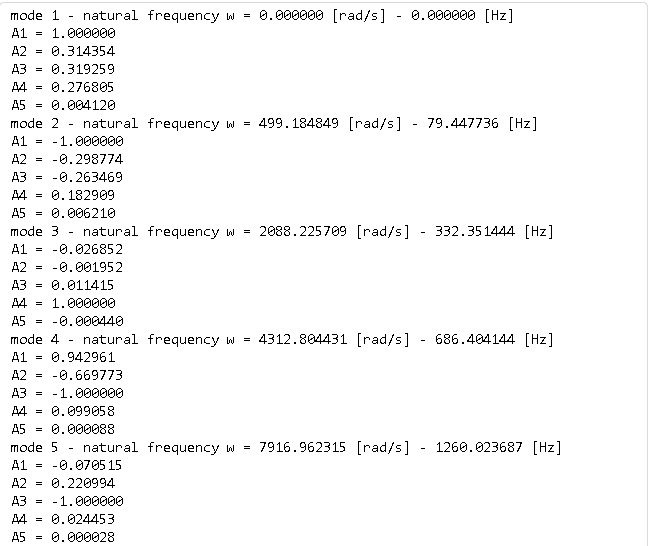 mode 1 - natural frequency w = 0.000000 [rad/s] - 0.000000 [Hz]
A1 = 1.000000
A2 = 0.314354
A3 = 0.319259
A4 = 0.276805
A5 = 0.004120
mode 2 - natural frequency w = 499.184849 [rad/s] - 79.447736 [Hz]
A1 = -1.000000
A2 = -0.298774
A3 = -0.263469
A4 = 0.182909
A5 = 0.006210
mode 3 - natural frequency w = 2088.225709 [rad/s] - 332.351444 [Hz]
A1 = -0.026852
A2 = -0.001952
A3 = 0.011415
A4 = 1.000000
A5 = -0.000440
mode 4 - natural frequency w = 4312.804431 [rad/s] - 686.404144 [Hz]
A1 = 0.942961
A2 = -0.669773
A3 = -1.000000
A4 = 0.099058
A5 = 0.000088
mode 5 - natural frequency w = 7916.962315 [rad/s] - 1260.023687 [Hz]
A1 = -0.070515
A2 = 0.220994
A3 = -1.000000
A4 = 0.024453
A5 = 0.000028